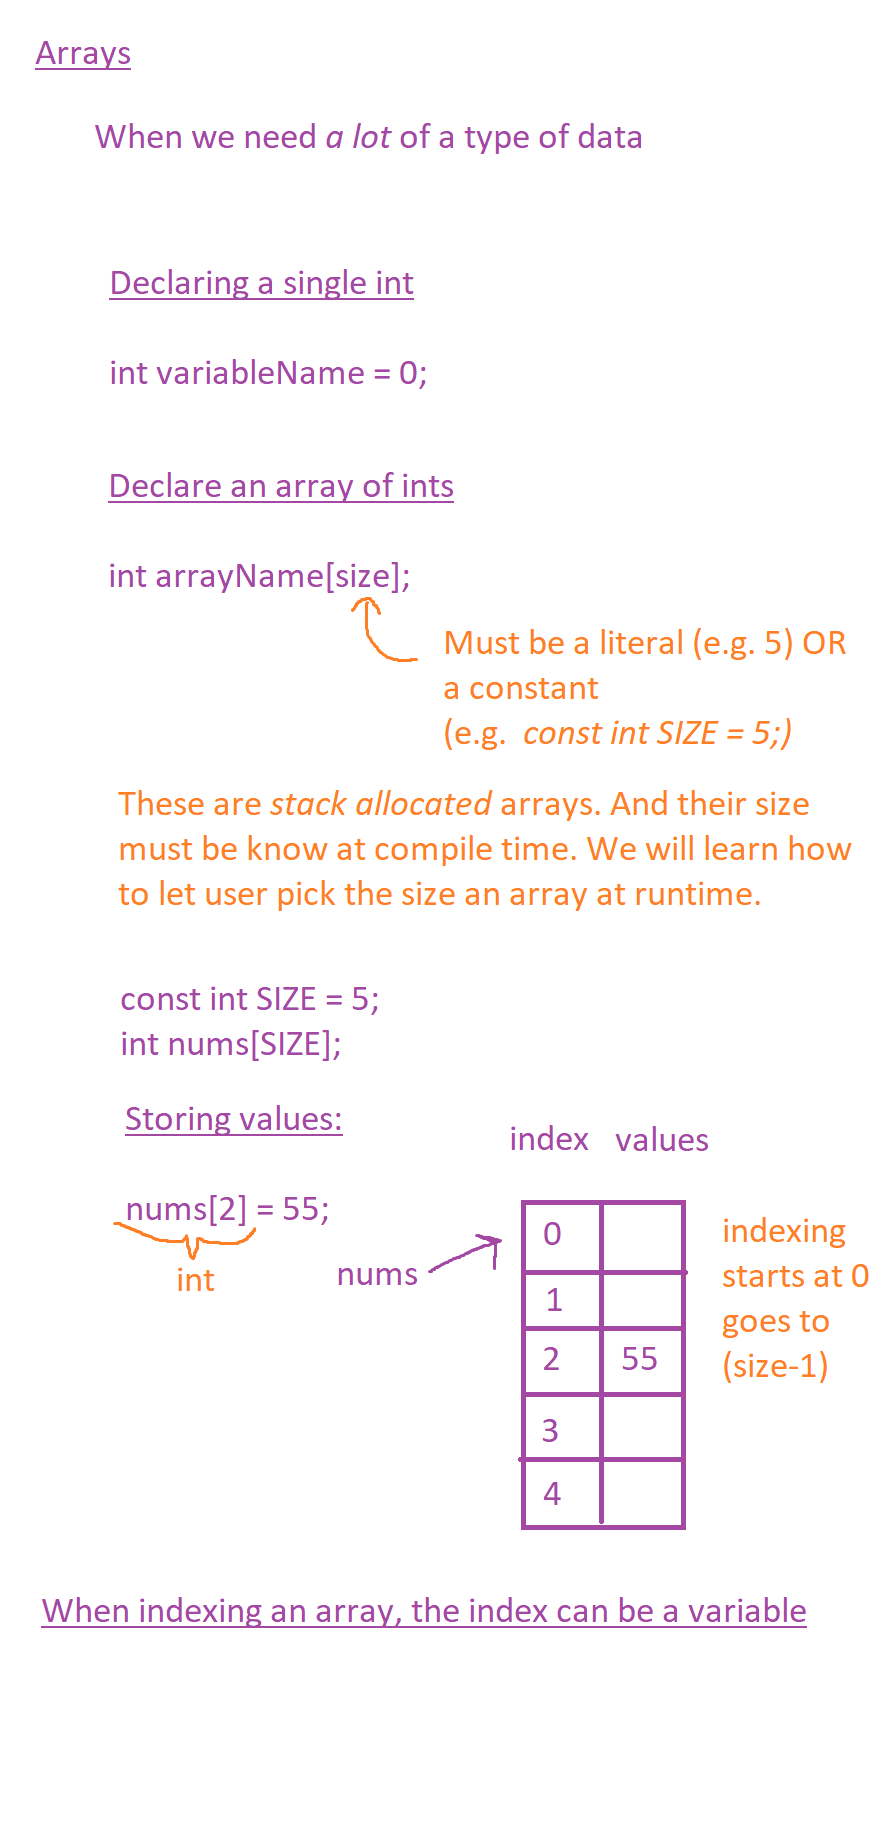 Arrays
When we need a lot of a type of data
Declaring a single int
int variableName = 0;
Declare an array of ints
int arrayName[size];
Must be a literal (e.g. 5) OR
a constant
(e.g. const int SIZE = 5;)
These are stack allocated arrays. And their size
must be know at compile time. We will learn how
to let user pick the size an array at runtime.
const int SIZE = 5;
int nums[SIZE];
Storing values:
nums[2] = 55;
int
index values
nums
0
1
2 55
3
4
indexing
starts at 0
goes to
(size-1)
When indexing an array, the index can be a variable